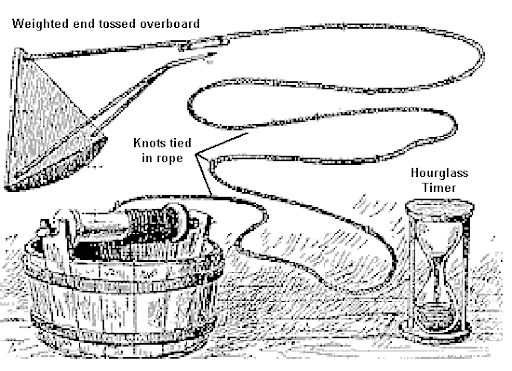 Weighted end tossed overboard
Knots tied
in rope
Hourglass
Timer